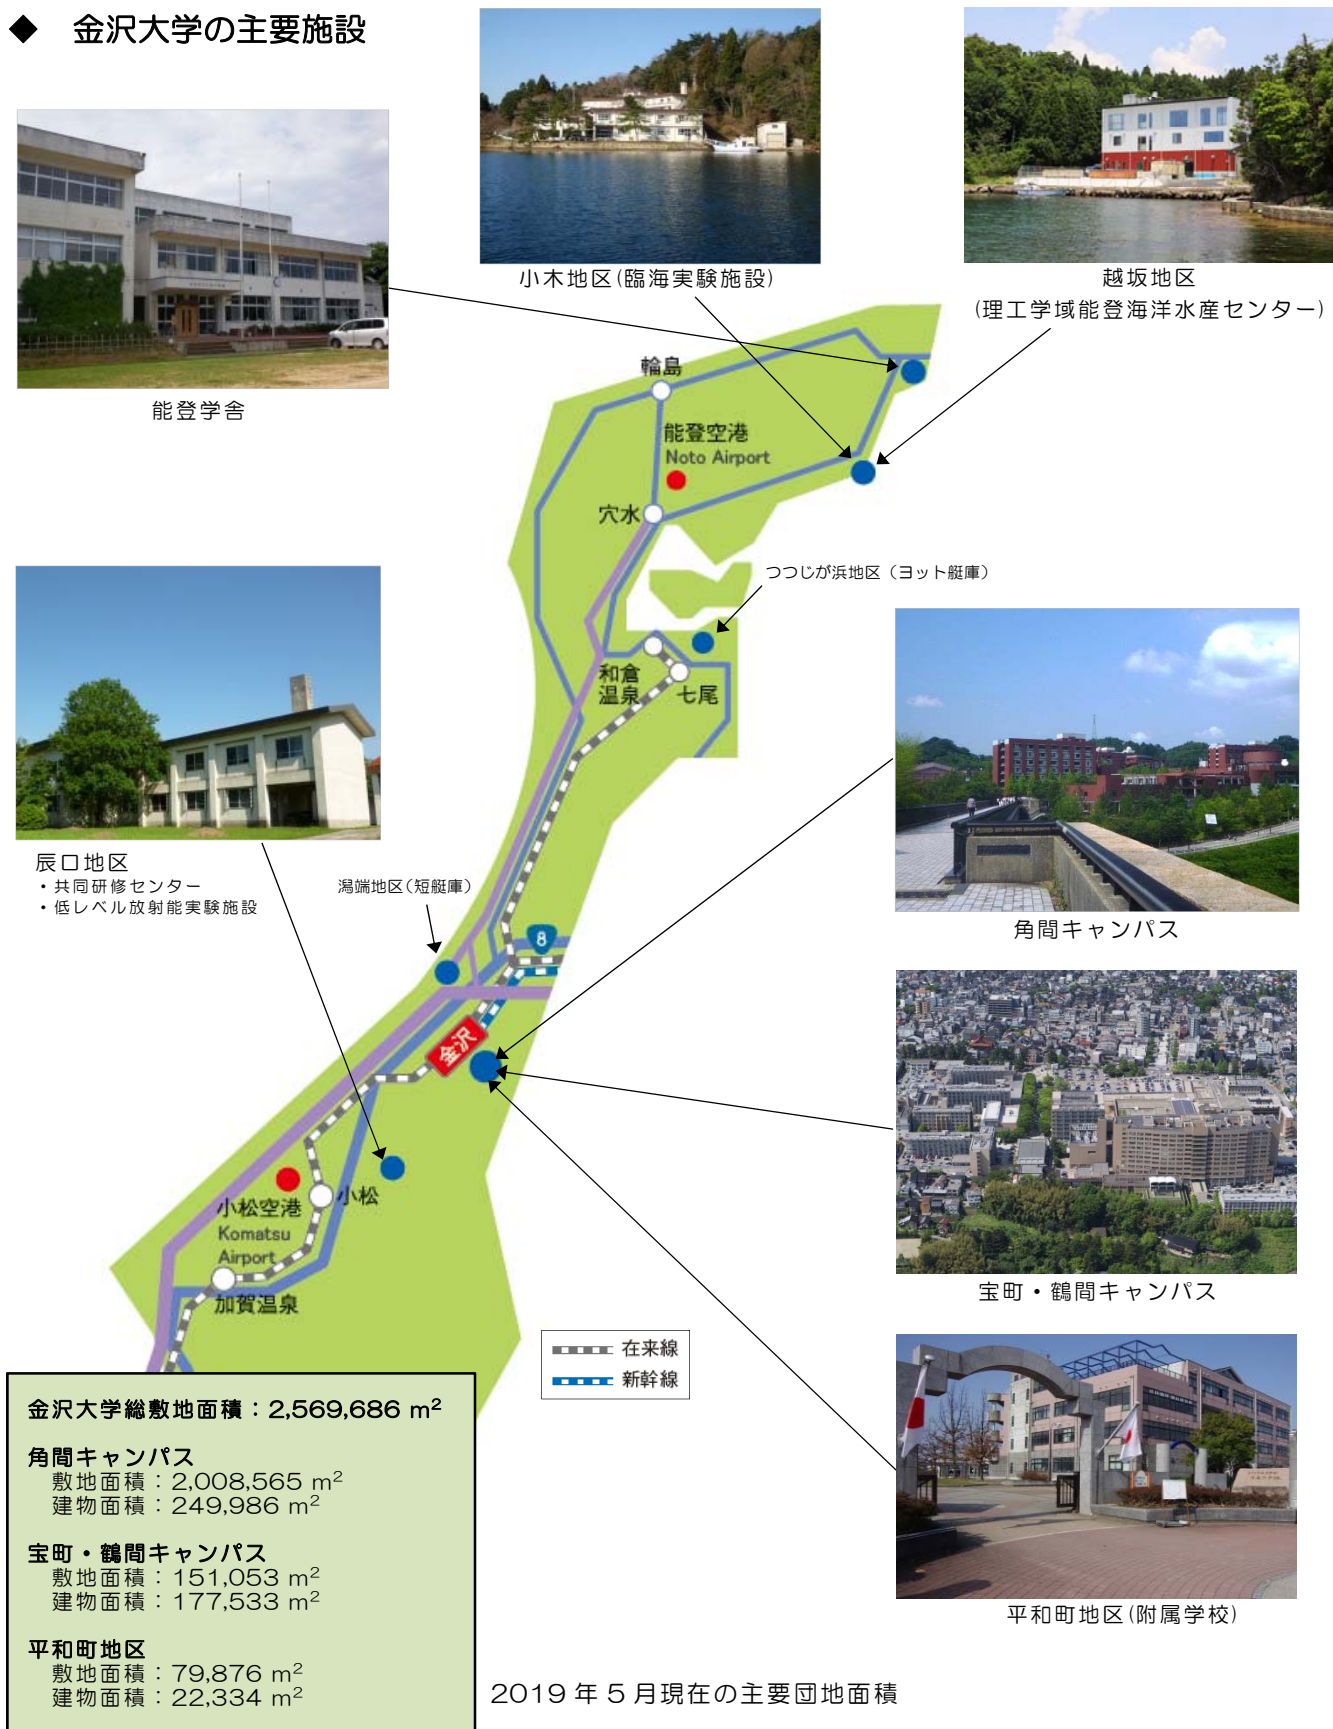 ◆ 金沢大学の主要施設
能登学舎
小木地区(臨海実験施設)
越坂地区
(理工学域能登海洋水産センター)
輪島
能登空港
Noto Airport
穴水
つつじが浜地区（ヨット艇庫）
和倉
温泉
七尾
辰口地区
・共同研修センター
・低レベル放射能実験施設
潟端地区(短艇庫)
8
金沢
角間キャンパス
小松空港
Komatsu
Airport
小松
加賀温泉
宝町・鶴間キャンパス
在来線
新幹線
平和町地区(附属学校)
金沢大学総敷地面積：2,569,686 m²
角間キャンパス
敷地面積：2,008,565 m²
建物面積：249,986 m²
宝町・鶴間キャンパス
敷地面積：151,053 m²
建物面積：177,533 m²
平和町地区
敷地面積：79,876 m²
建物面積：22,334 m²
2019 年 5 月現在の主要団地面積